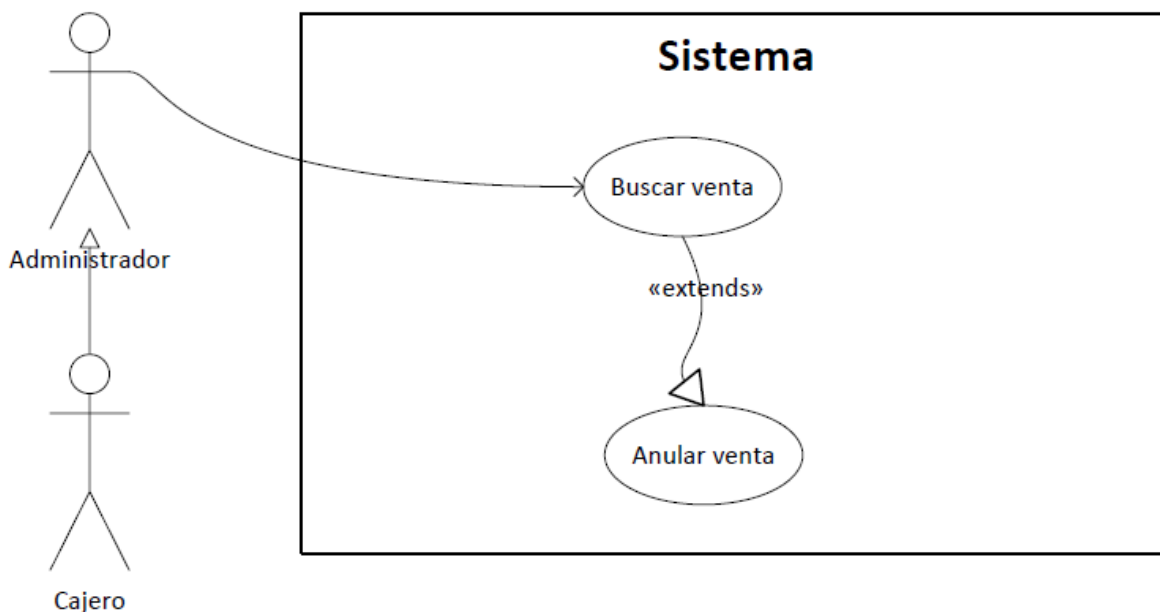 Sistema
Buscar venta
Administrador
«extends»
Anular venta
Cajero